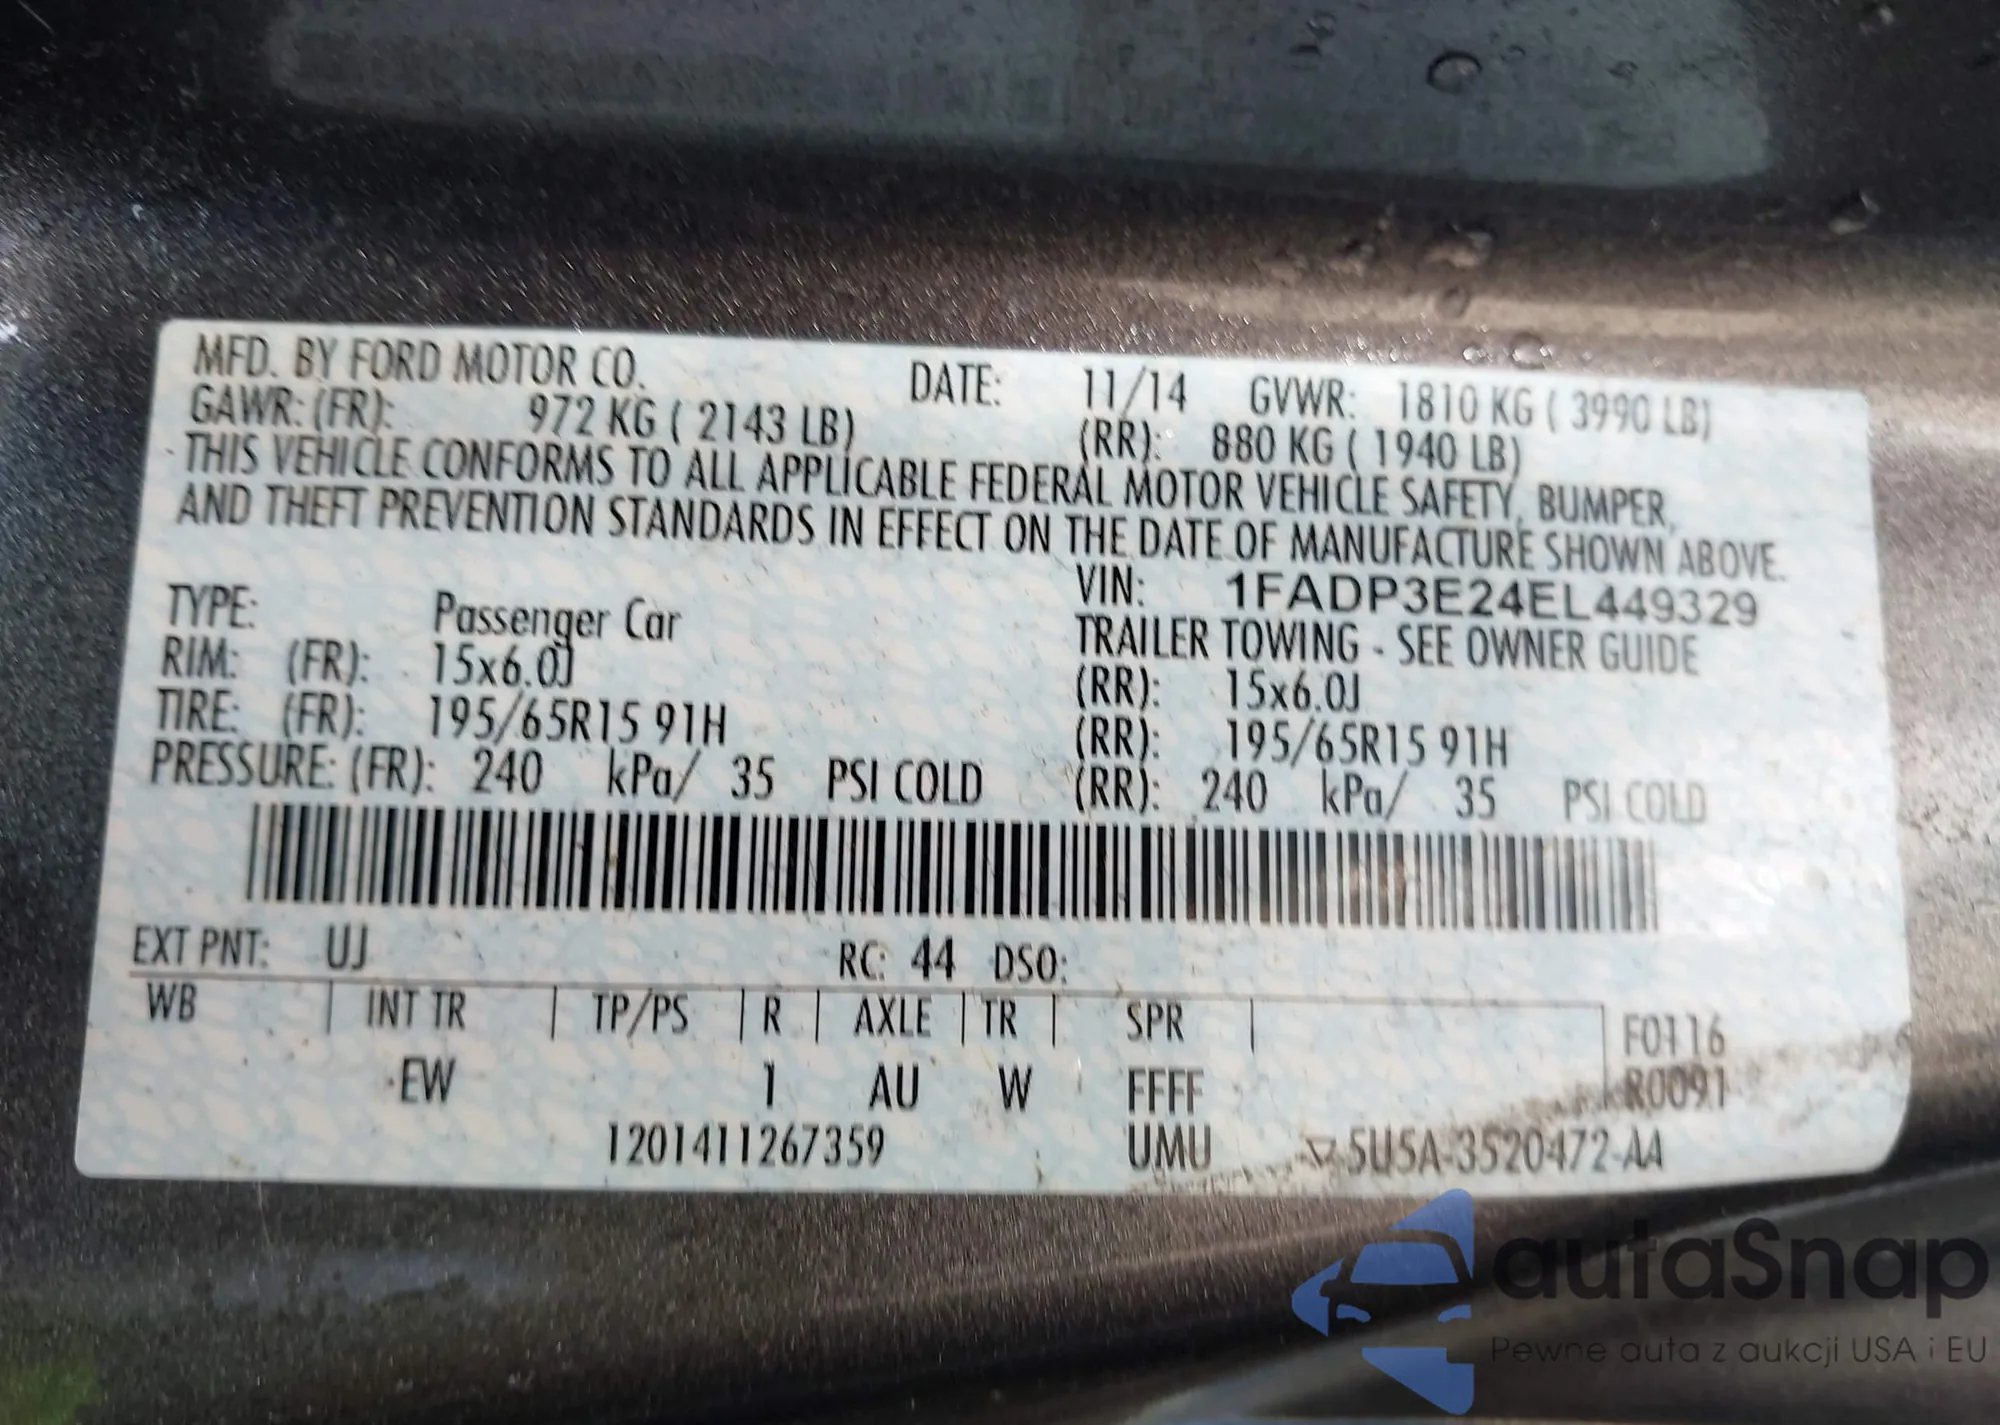 MFD. BY FORD MOTOR CO. DATE: 11/14 GVWR: 1810 KG ( 3990 LB)
GAWR: (FR): 972 KG ( 2143 LB) (RR): 880 KG ( 1940 LB)
THIS VEHICLE CONFORMS TO ALL APPLICABLE FEDERAL MOTOR VEHICLE SAFETY, BUMPER,
AND THEFT PREVENTION STANDARDS IN EFFECT ON THE DATE OF MANUFACTURE SHOWN ABOVE.
VIN: 1FADP3E24EL449329
TYPE: Passenger Car TRAILER TOWING - SEE OWNER GUIDE
RIM: (FR): 15x6.0J (RR): 15x6.0J
TIRE: (FR): 195/65R15 91H (RR): 195/65R15 91H
PRESSURE: (FR): 240 kPa/ 35 PSI COLD (RR): 240 kPa/ 35 PSI COLD
EXT PNT: UJ RC: 44 DSO:
WB | INT TR | TP/PS | R | AXLE | TR | SPR | F0116
EW 1 AU W FFFF R0091
1201411267359 UMU ▽5U5A-3520472-AA
autaSnap
Pewne auta z aukcji USA i EU